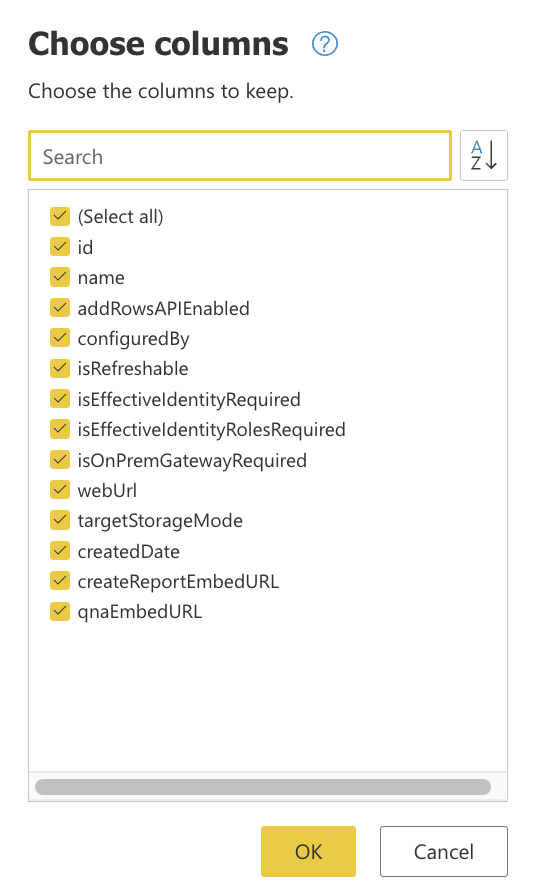 Choose columns ?
Choose the columns to keep.
Search
A
Z
(Select all)
id
name
addRowsAPIEnabled
configuredBy
isRefreshable
isEffectiveIdentityRequired
isEffectiveIdentityRolesRequired
isOnPremGatewayRequired
webUrl
targetStorageMode
createdDate
createReportEmbedURL
qnaEmbedURL
OK Cancel